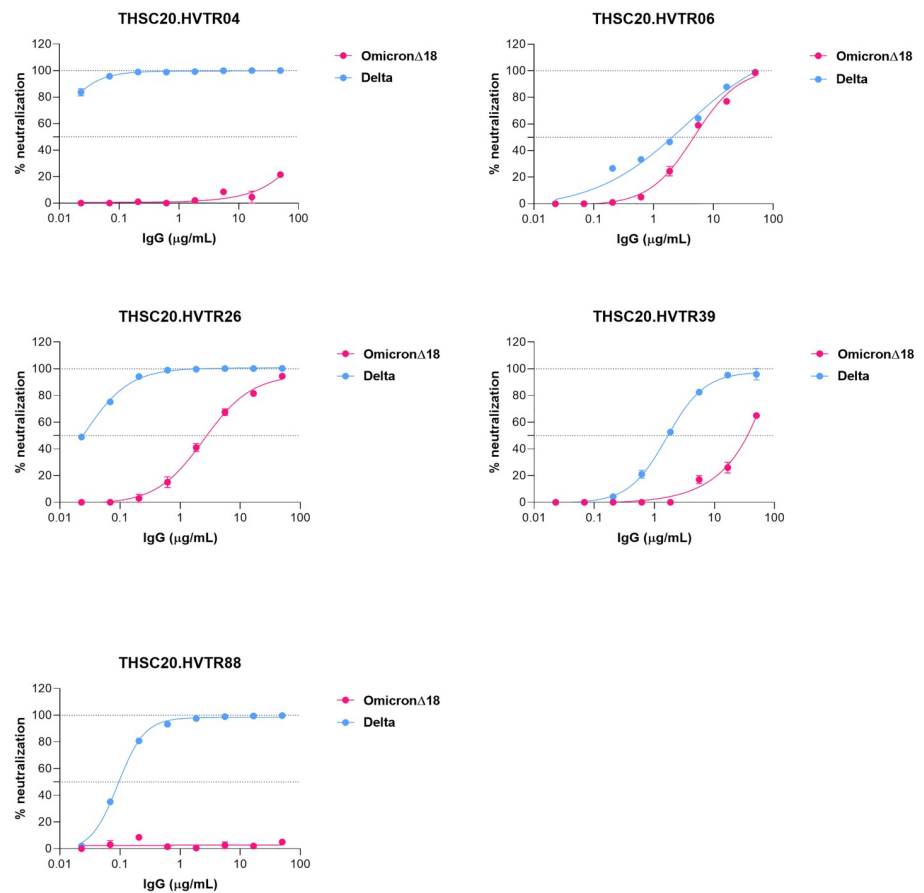 THSC20.HVTR04
120
100
80
60
40
20
0
% neutralization
0.01 0.1 1 10 100
IgG (μg/mL)
OmicronΔ18
Delta
THSC20.HVTR06
120
100
80
60
40
20
0
% neutralization
0.01 0.1 1 10 100
IgG (μg/mL)
OmicronΔ18
Delta
THSC20.HVTR26
120
100
80
60
40
20
0
% neutralization
0.01 0.1 1 10 100
IgG (μg/mL)
OmicronΔ18
Delta
THSC20.HVTR39
120
100
80
60
40
20
0
% neutralization
0.01 0.1 1 10 100
IgG (μg/mL)
OmicronΔ18
Delta
THSC20.HVTR88
120
100
80
60
40
20
0
% neutralization
0.01 0.1 1 10 100
IgG (μg/mL)
OmicronΔ18
Delta